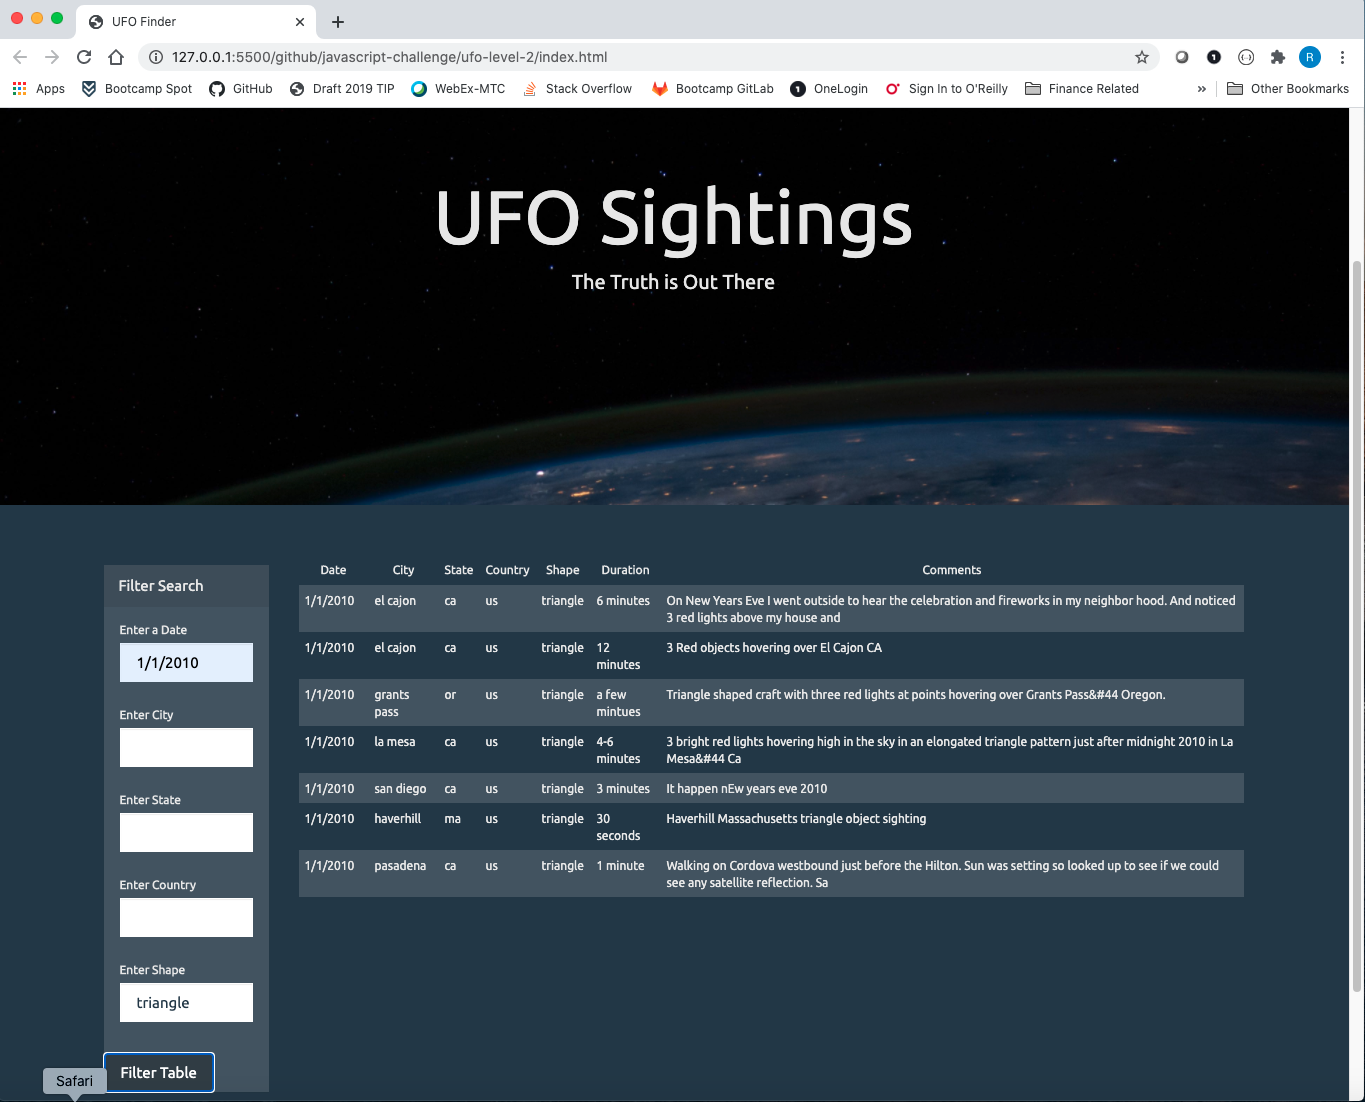 UFO Finder
127.0.0.1:5500/github/javascript-challenge/ufo-level-2/index.html
R
Apps Bootcamp Spot GitHub Draft 2019 TIP WebEx-MTC Stack Overflow Bootcamp GitLab OneLogin Sign In to O'Reilly Finance Related » Other Bookmarks
UFO Sightings
The Truth is Out There
Filter Search
Enter a Date
1/1/2010
Enter City
Enter State
Enter Country
Enter Shape
triangle
Filter Table
Safari
Date City State Country Shape Duration Comments
1/1/2010 el cajon ca us triangle 6 minutes On New Years Eve I went outside to hear the celebration and fireworks in my neighbor hood. And noticed
3 red lights above my house and
1/1/2010 el cajon ca us triangle 12 3 Red objects hovering over El Cajon CA
minutes
1/1/2010 grants or us triangle a few Triangle shaped craft with three red lights at points hovering over Grants Pass&#44 Oregon.
pass mintues
1/1/2010 la mesa ca us triangle 4-6 3 bright red lights hovering high in the sky in an elongated triangle pattern just after midnight 2010 in La
minutes Mesa&#44 Ca
1/1/2010 san diego ca us triangle 3 minutes It happen nEw years eve 2010
1/1/2010 haverhill ma us triangle 30 Haverhill Massachusetts triangle object sighting
seconds
1/1/2010 pasadena ca us triangle 1 minute Walking on Cordova westbound just before the Hilton. Sun was setting so looked up to see if we could
see any satellite reflection. Sa